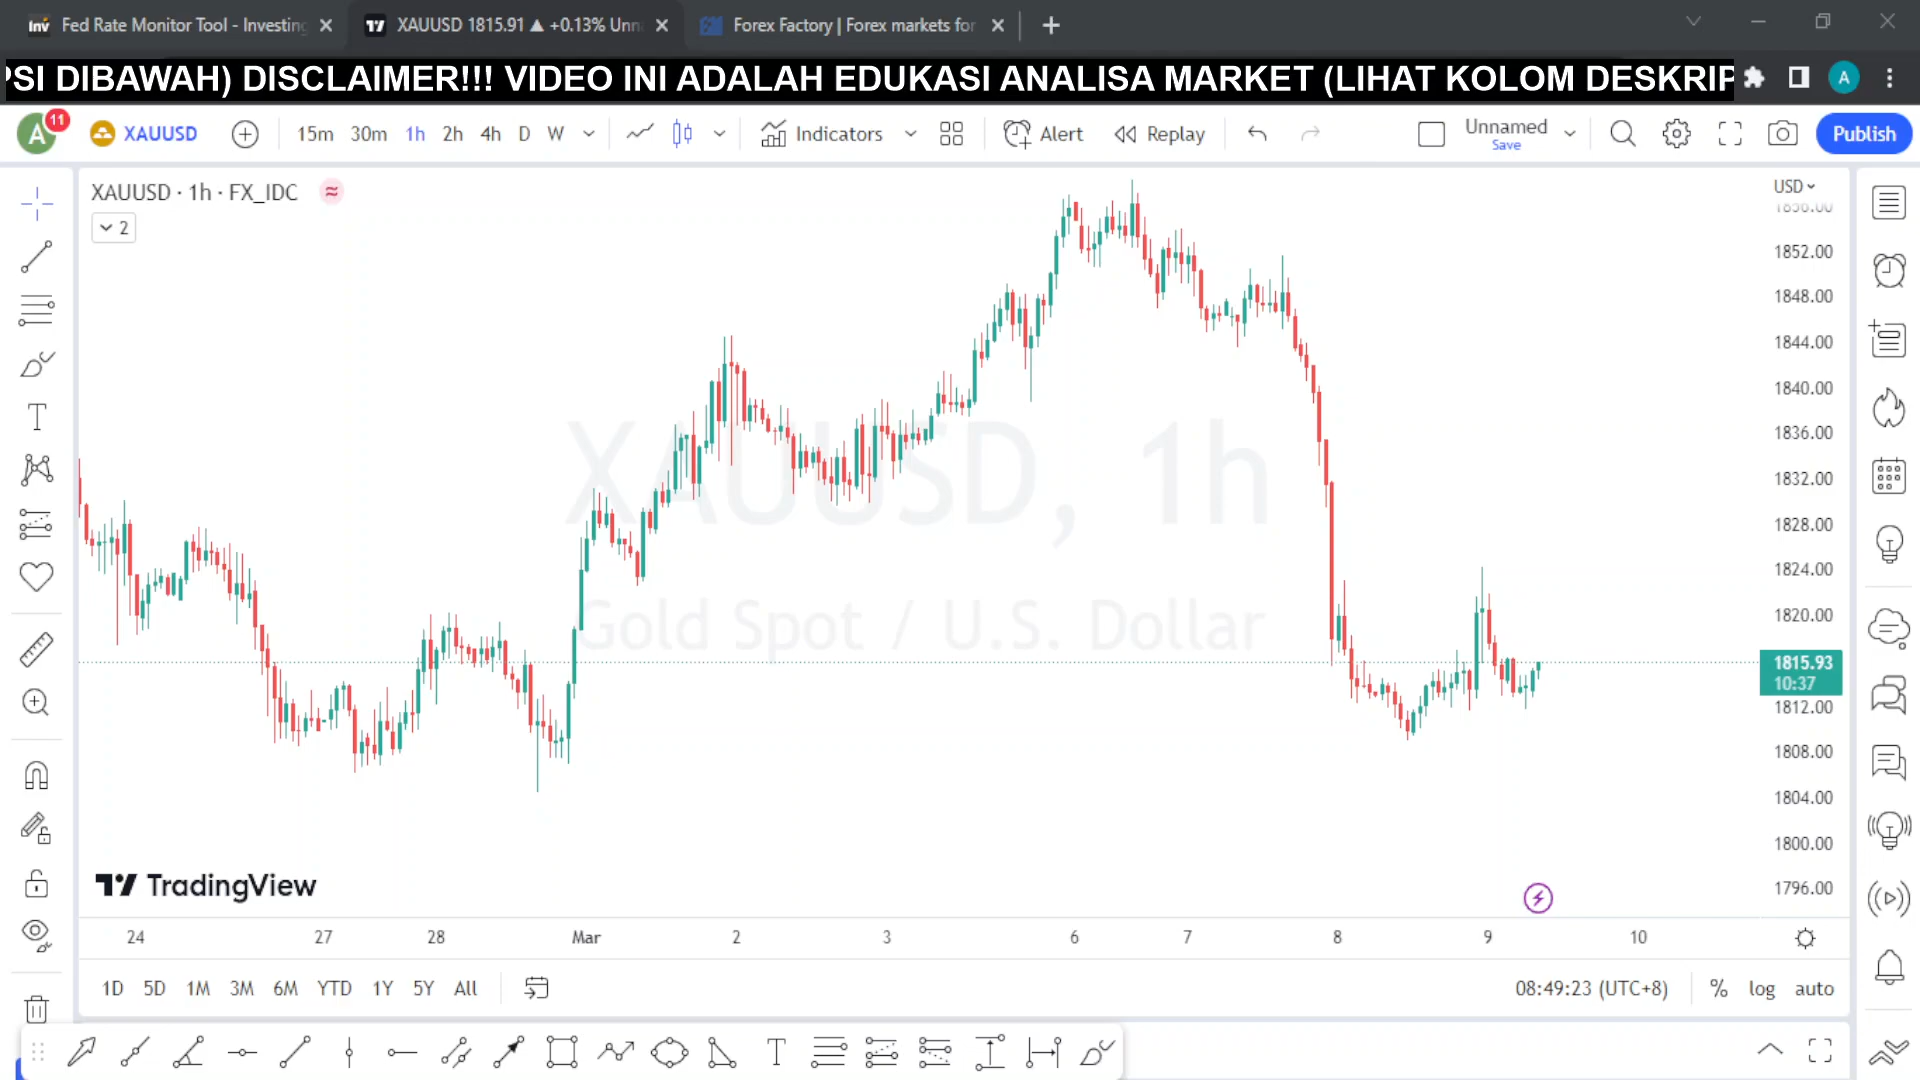 Inv Fed Rate Monitor Tool - Investing
XAUUSD 1815.91 ▲ +0.13% Unn
Forex Factory | Forex markets for
PSI DIBAWAH) DISCLAIMER!!! VIDEO INI ADALAH EDUKASI ANALISA MARKET (LIHAT KOLOM DESKRIP
A
A 11 XAUUSD 15m 30m 1h 2h 4h D W Indicators Alert Replay Unnamed Save Publish
XAUUSD · 1h · FX_IDC
2
USD
1856.00
1852.00
1848.00
1844.00
1840.00
1836.00
1832.00
1828.00
1824.00
1820.00
1815.93
10:37
1812.00
1808.00
1804.00
1800.00
1796.00
XAUUSD, 1h
Gold Spot / U.S. Dollar
TradingView
24 27 28 Mar 2 3 6 7 8 9 10
1D 5D 1M 3M 6M YTD 1Y 5Y All 08:49:23 (UTC+8) % log auto